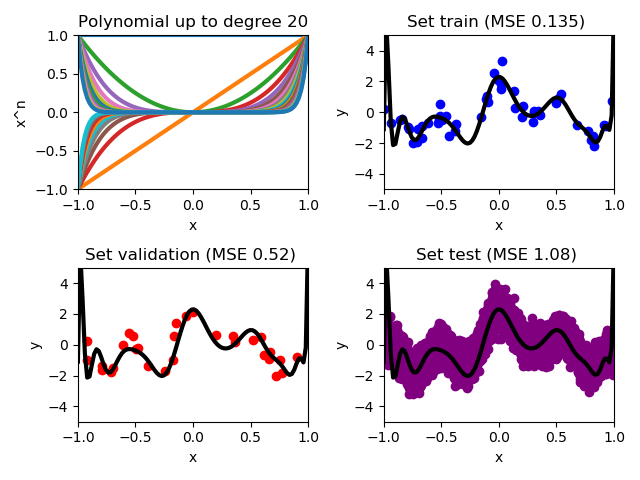 Polynomial up to degree 20
1.0
0.5
0.0
−0.5
−1.0
x^n
−1.0 −0.5 0.0 0.5 1.0
x
Set train (MSE 0.135)
4
2
0
−2
−4
y
−1.0 −0.5 0.0 0.5 1.0
x
Set validation (MSE 0.52)
4
2
0
−2
−4
y
−1.0 −0.5 0.0 0.5 1.0
x
Set test (MSE 1.08)
4
2
0
−2
−4
y
−1.0 −0.5 0.0 0.5 1.0
x